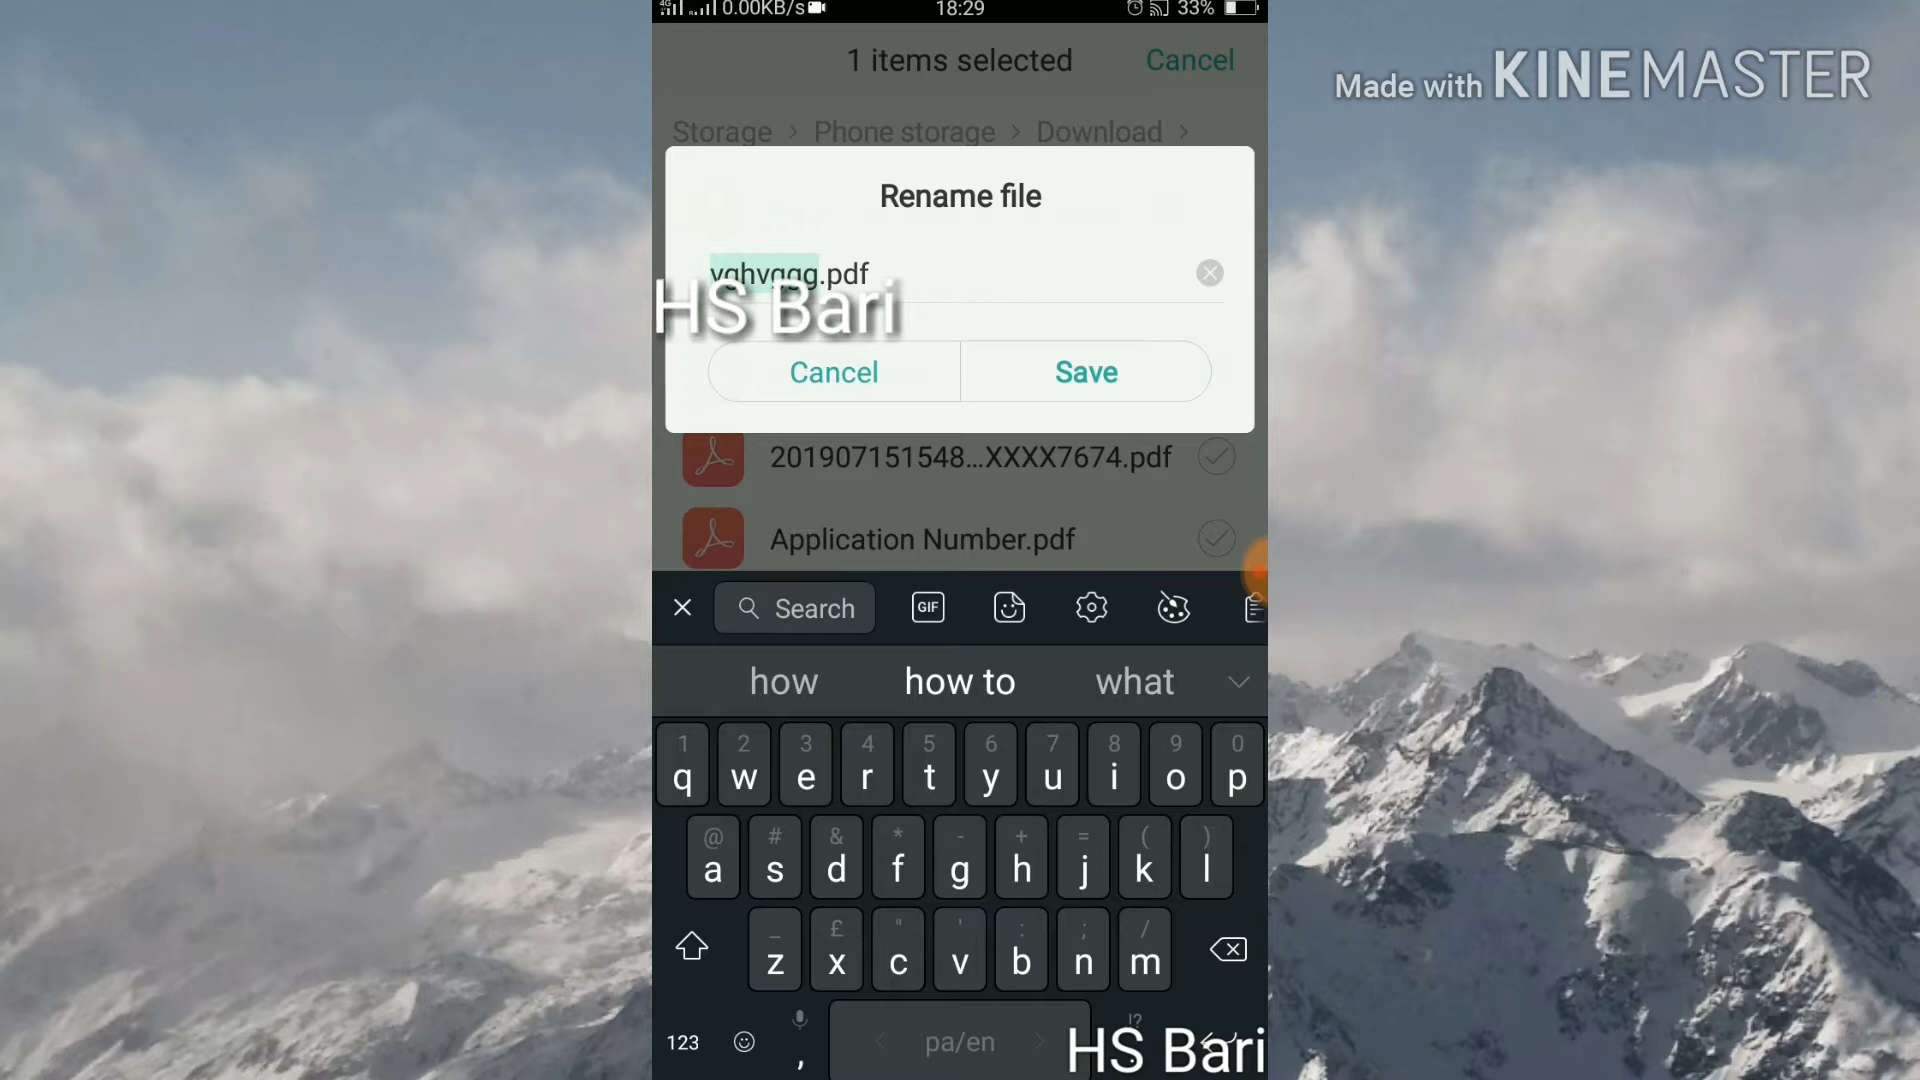 4G 0.00KB/s 18:29 33%
1 items selected Cancel
Made with KINEMASTER
Storage > Phone storage > Download >
Rename file
vghvggg.pdf
HS Bari
Cancel Save
201907151548...XXXX7674.pdf
Application Number.pdf
GIF
Search
how how to what
1 2 3 4 5 6 7 8 9 0
q w e r t y u i o p
@ # & * - + = ( )
a s d f g h j k l
_ £ " ' : ; /
z x c v b n m
!?
123 , < pa/en >
HS Bari